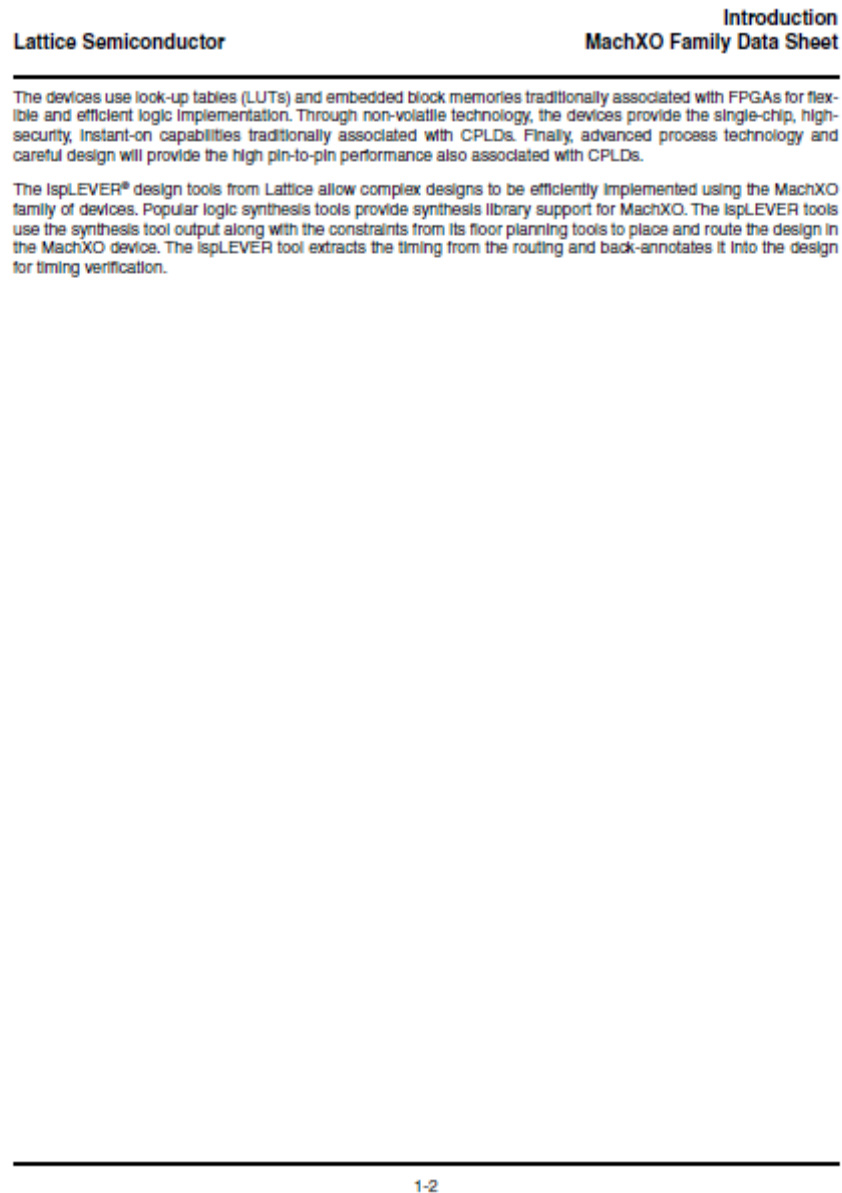 Introduction
Lattice Semiconductor MachXO Family Data Sheet
The devices use look-up tables (LUTs) and embedded block memories traditionally associated with FPGAs for flex-
ible and efficient logic implementation. Through non-volatile technology, the devices provide the single-chip, high-
security, instant-on capabilities traditionally associated with CPLDs. Finally, advanced process technology and
careful design will provide the high pin-to-pin performance also associated with CPLDs.
The ispLEVER® design tools from Lattice allow complex designs to be efficiently implemented using the MachXO
family of devices. Popular logic synthesis tools provide synthesis library support for MachXO. The ispLEVER tools
use the synthesis tool output along with the constraints from its floor planning tools to place and route the design in
the MachXO device. The ispLEVER tool extracts the timing from the routing and back-annotates it into the design
for timing verification.
1-2